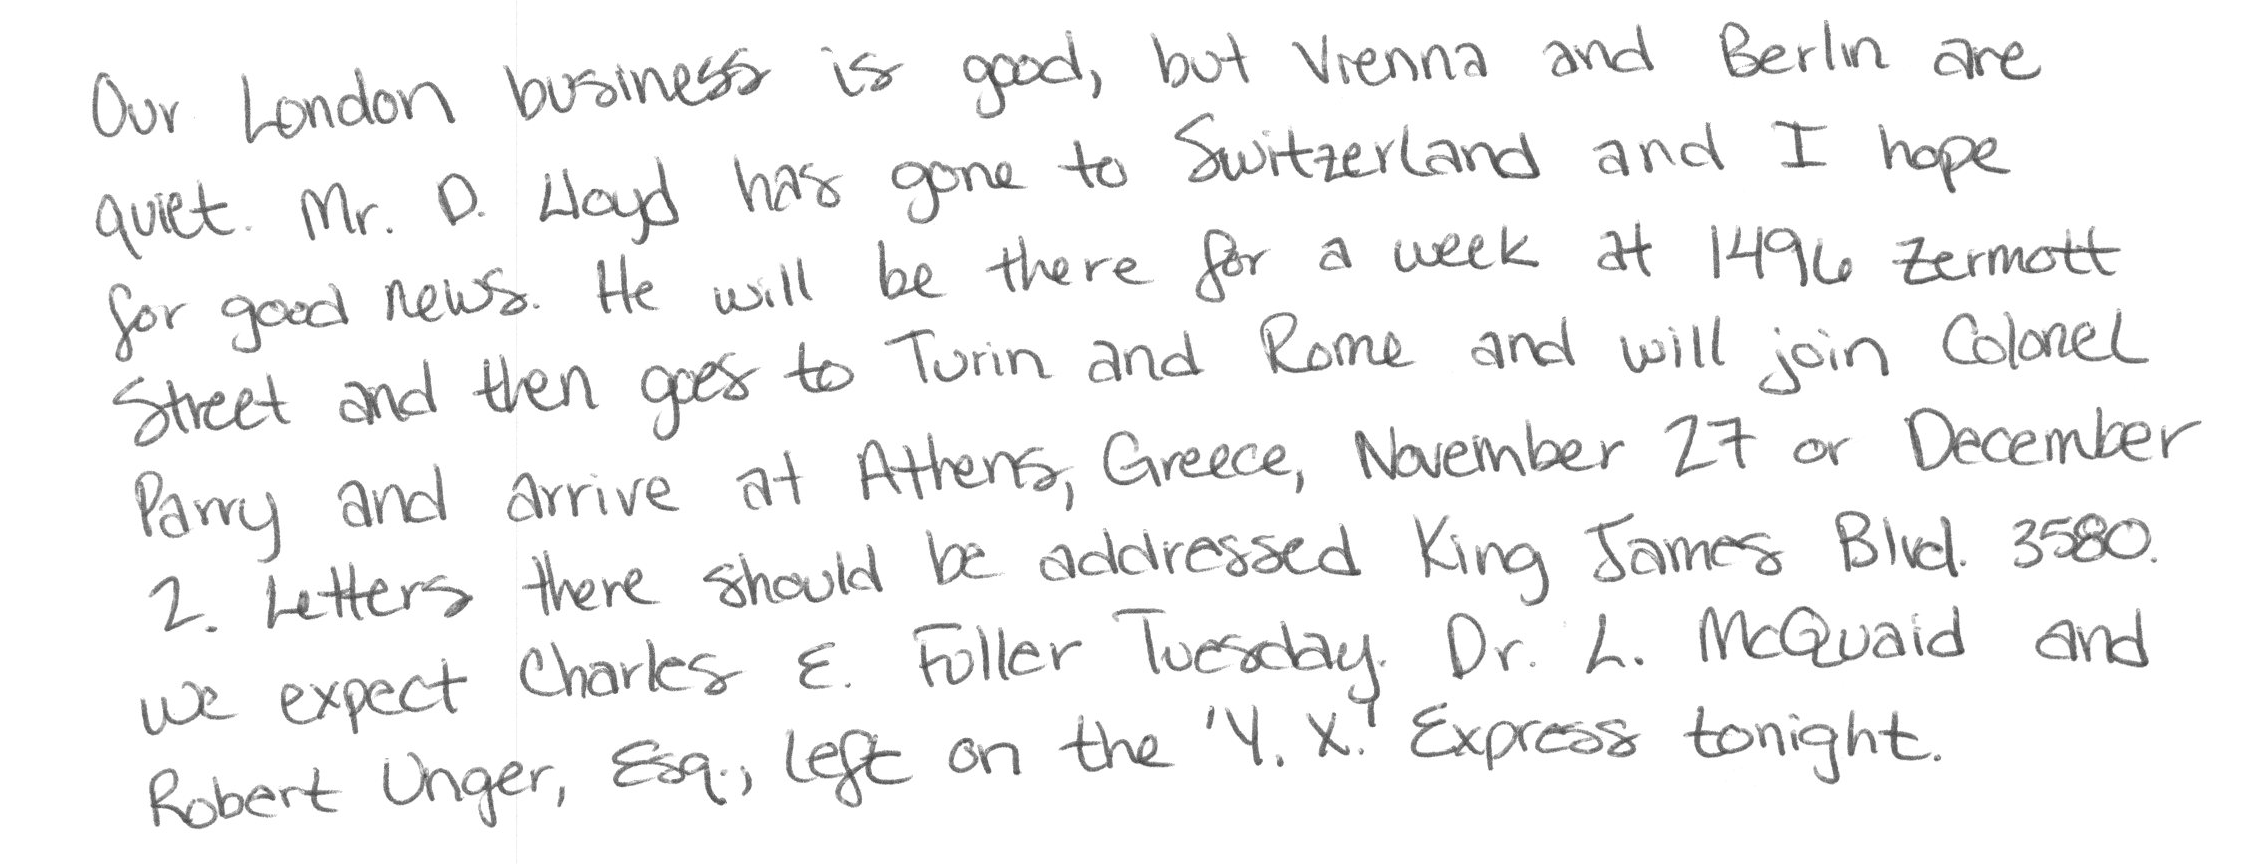 Our London business is good, but Vienna and Berlin are
quiet. Mr. D. Lloyd has gone to Switzerland and I hope
for good news. He will be there for a week at 1496 Zermott
Street and then goes to Turin and Rome and will join Colonel
Parry and arrive at Athens, Greece, November 27 or December
2. Letters there should be addressed King James Blvd. 3580.
We expect Charles E. Fuller Tuesday. Dr. L. McQuaid and
Robert Unger, Esq., left on the 'Y. X.' Express tonight.